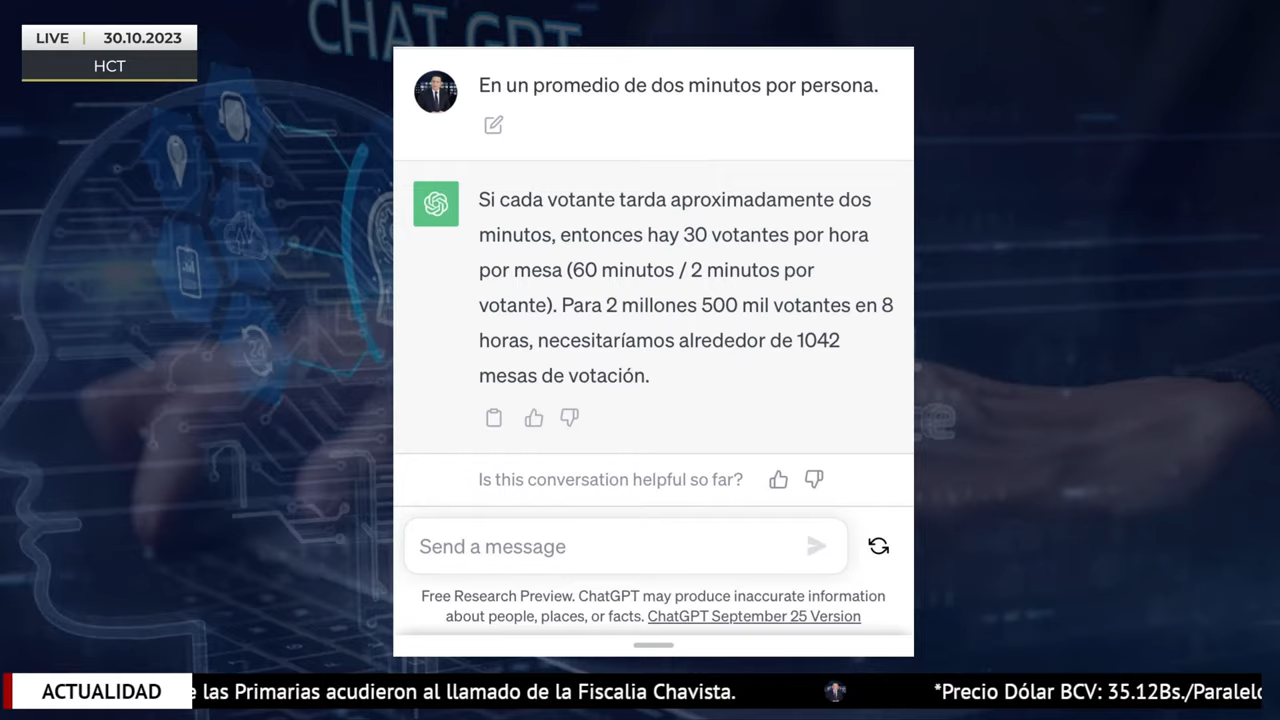 CHAT GPT
LIVE | 30.10.2023
HCT
En un promedio de dos minutos por persona.
Si cada votante tarda aproximadamente dos
minutos, entonces hay 30 votantes por hora
por mesa (60 minutos / 2 minutos por
votante). Para 2 millones 500 mil votantes en 8
horas, necesitaríamos alrededor de 1042
mesas de votación.
Is this conversation helpful so far?
Send a message
Free Research Preview. ChatGPT may produce inaccurate information
about people, places, or facts. ChatGPT September 25 Version
ACTUALIDAD
e las Primarias acudieron al llamado de la Fiscalia Chavista.
*Precio Dólar BCV: 35.12Bs./Paralelo